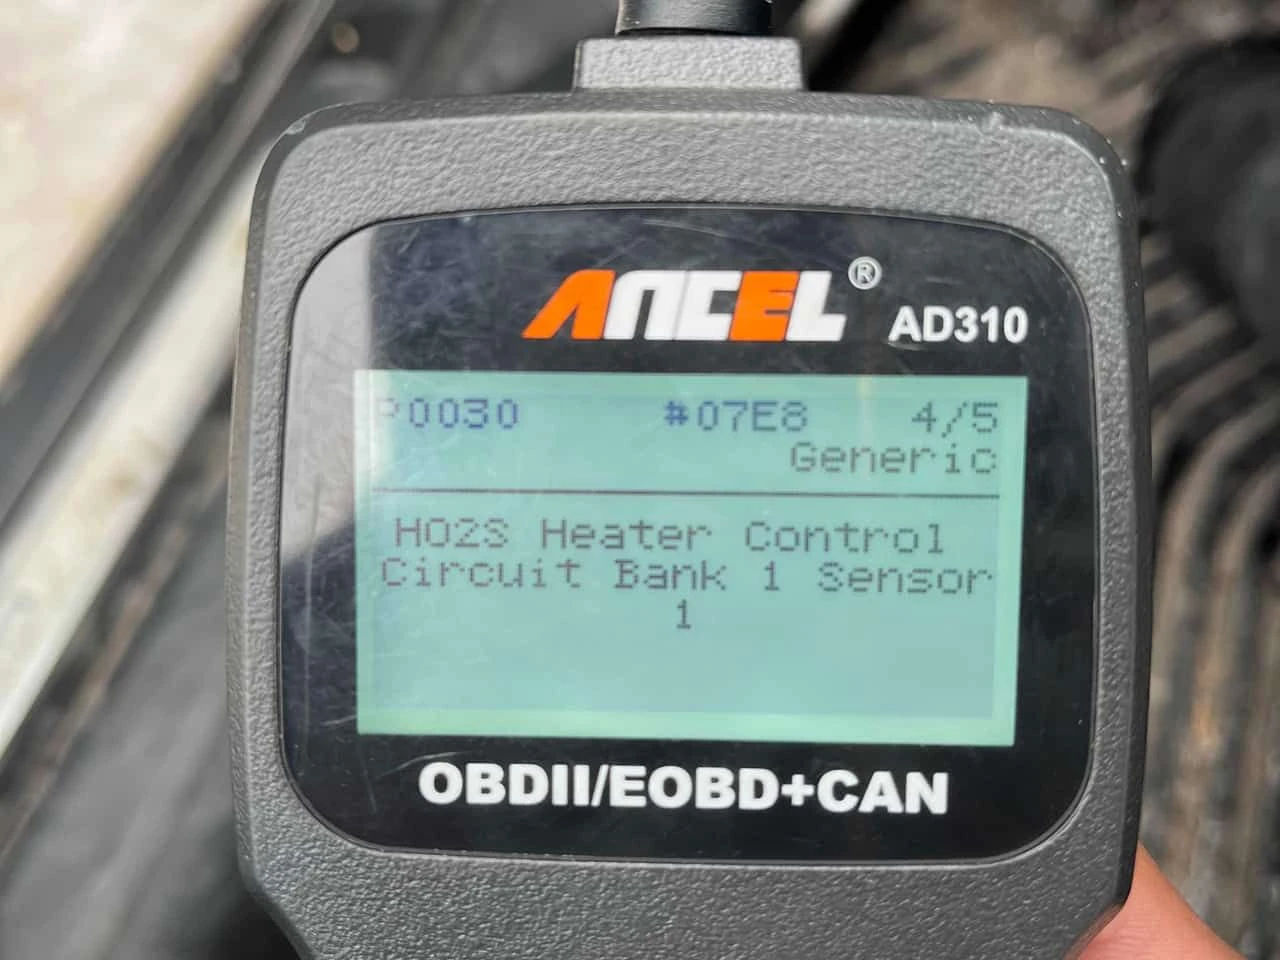 ANCEL®
AD310
P0030 #07E8 4/5
Generic
HO2S Heater Control
Circuit Bank 1 Sensor
1
OBDII/EOBD+CAN